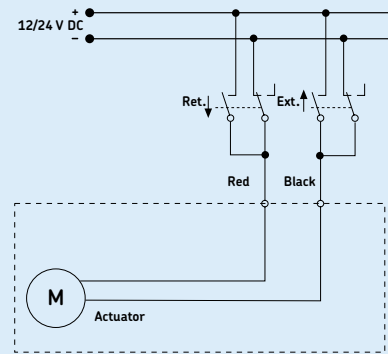 +
12/24 V DC
–
Ret. Ext.
Red Black
M
Actuator